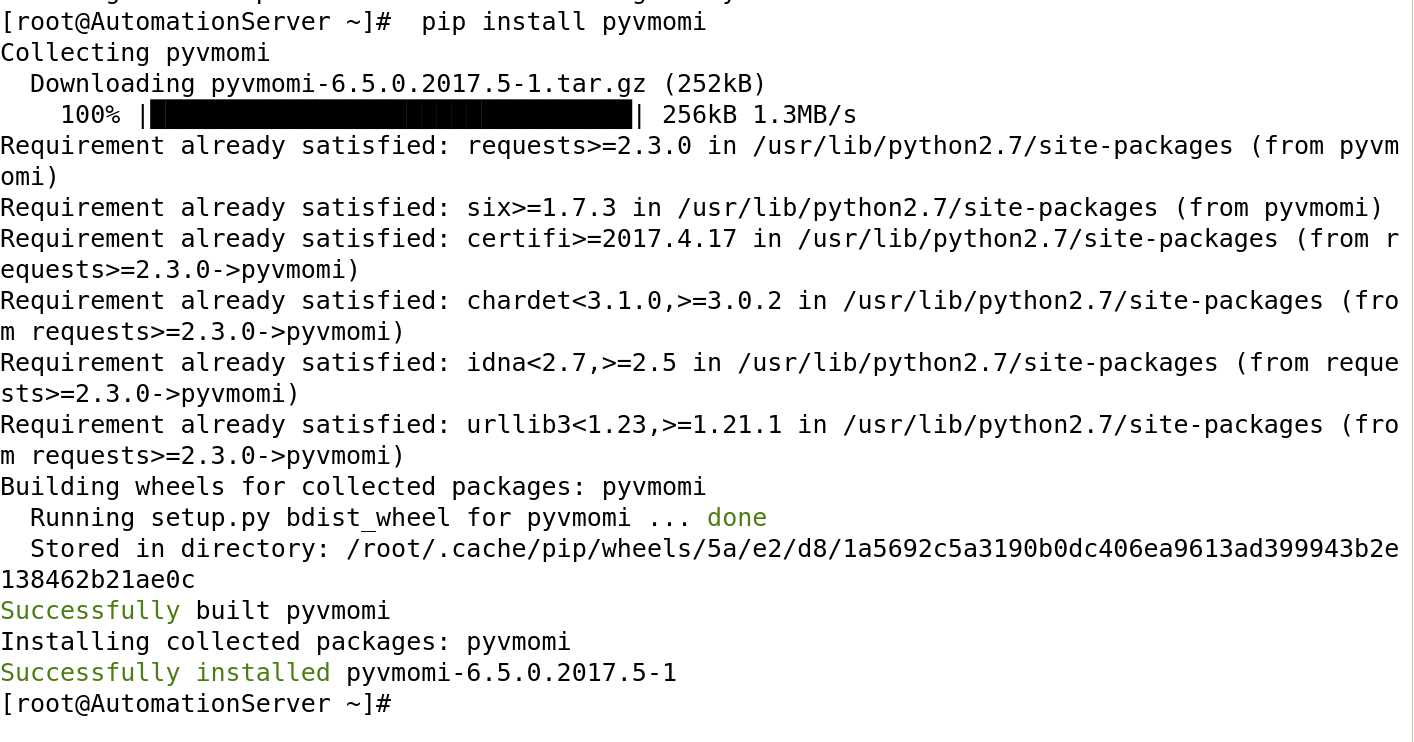 [root@AutomationServer ~]#  pip install pyvmomi
Collecting pyvmomi
  Downloading pyvmomi-6.5.0.2017.5-1.tar.gz (252kB)
    100% |████████████████████████████████| 256kB 1.3MB/s
Requirement already satisfied: requests>=2.3.0 in /usr/lib/python2.7/site-packages (from pyvm
omi)
Requirement already satisfied: six>=1.7.3 in /usr/lib/python2.7/site-packages (from pyvmomi)
Requirement already satisfied: certifi>=2017.4.17 in /usr/lib/python2.7/site-packages (from r
equests>=2.3.0->pyvmomi)
Requirement already satisfied: chardet<3.1.0,>=3.0.2 in /usr/lib/python2.7/site-packages (fro
m requests>=2.3.0->pyvmomi)
Requirement already satisfied: idna<2.7,>=2.5 in /usr/lib/python2.7/site-packages (from reque
sts>=2.3.0->pyvmomi)
Requirement already satisfied: urllib3<1.23,>=1.21.1 in /usr/lib/python2.7/site-packages (fro
m requests>=2.3.0->pyvmomi)
Building wheels for collected packages: pyvmomi
  Running setup.py bdist_wheel for pyvmomi ... done
  Stored in directory: /root/.cache/pip/wheels/5a/e2/d8/1a5692c5a3190b0dc406ea9613ad399943b2e
138462b21ae0c
Successfully built pyvmomi
Installing collected packages: pyvmomi
Successfully installed pyvmomi-6.5.0.2017.5-1
[root@AutomationServer ~]#